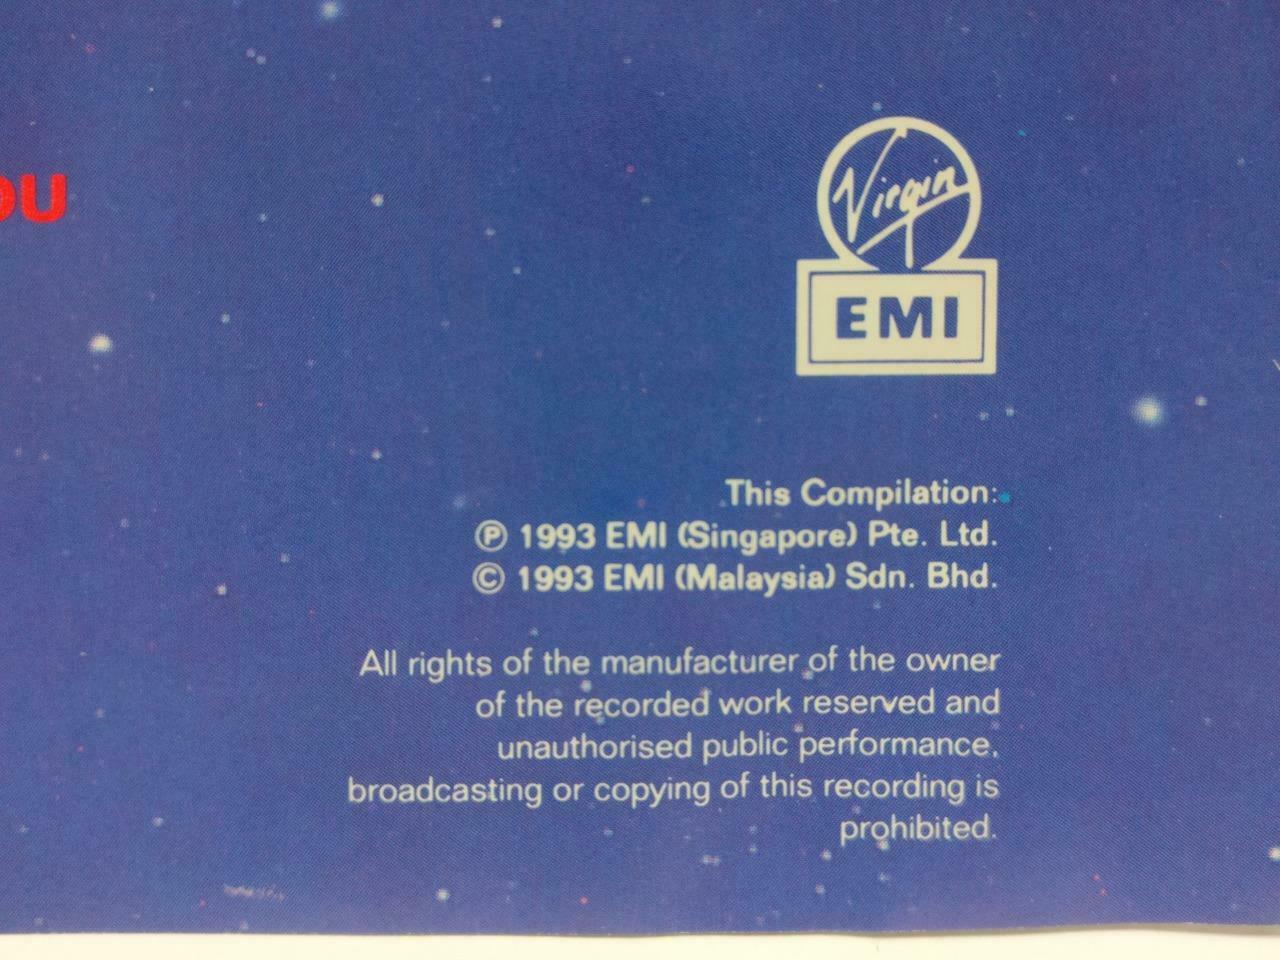 OU
Virgin
EMI
This Compilation:
Ⓟ 1993 EMI (Singapore) Pte. Ltd.
© 1993 EMI (Malaysia) Sdn. Bhd.
All rights of the manufacturer of the owner
of the recorded work reserved and
unauthorised public performance.
broadcasting or copying of this recording is
prohibited.